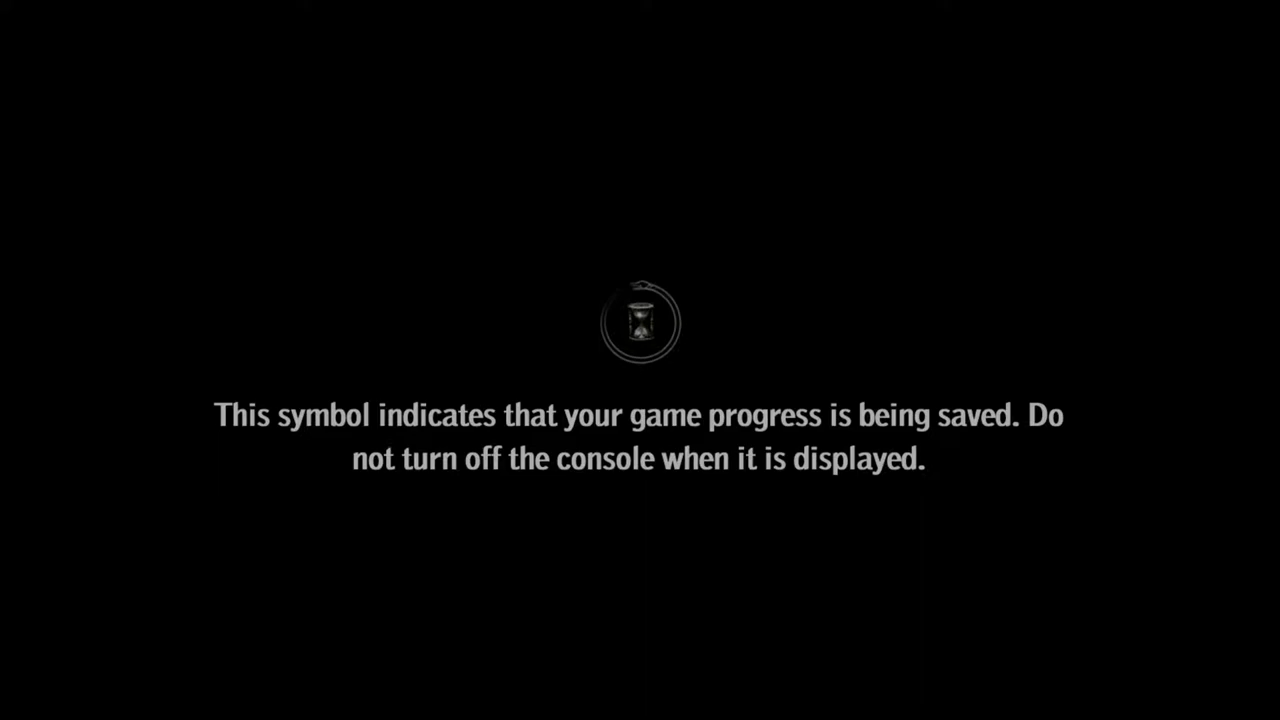 This symbol indicates that your game progress is being saved. Do
not turn off the console when it is displayed.